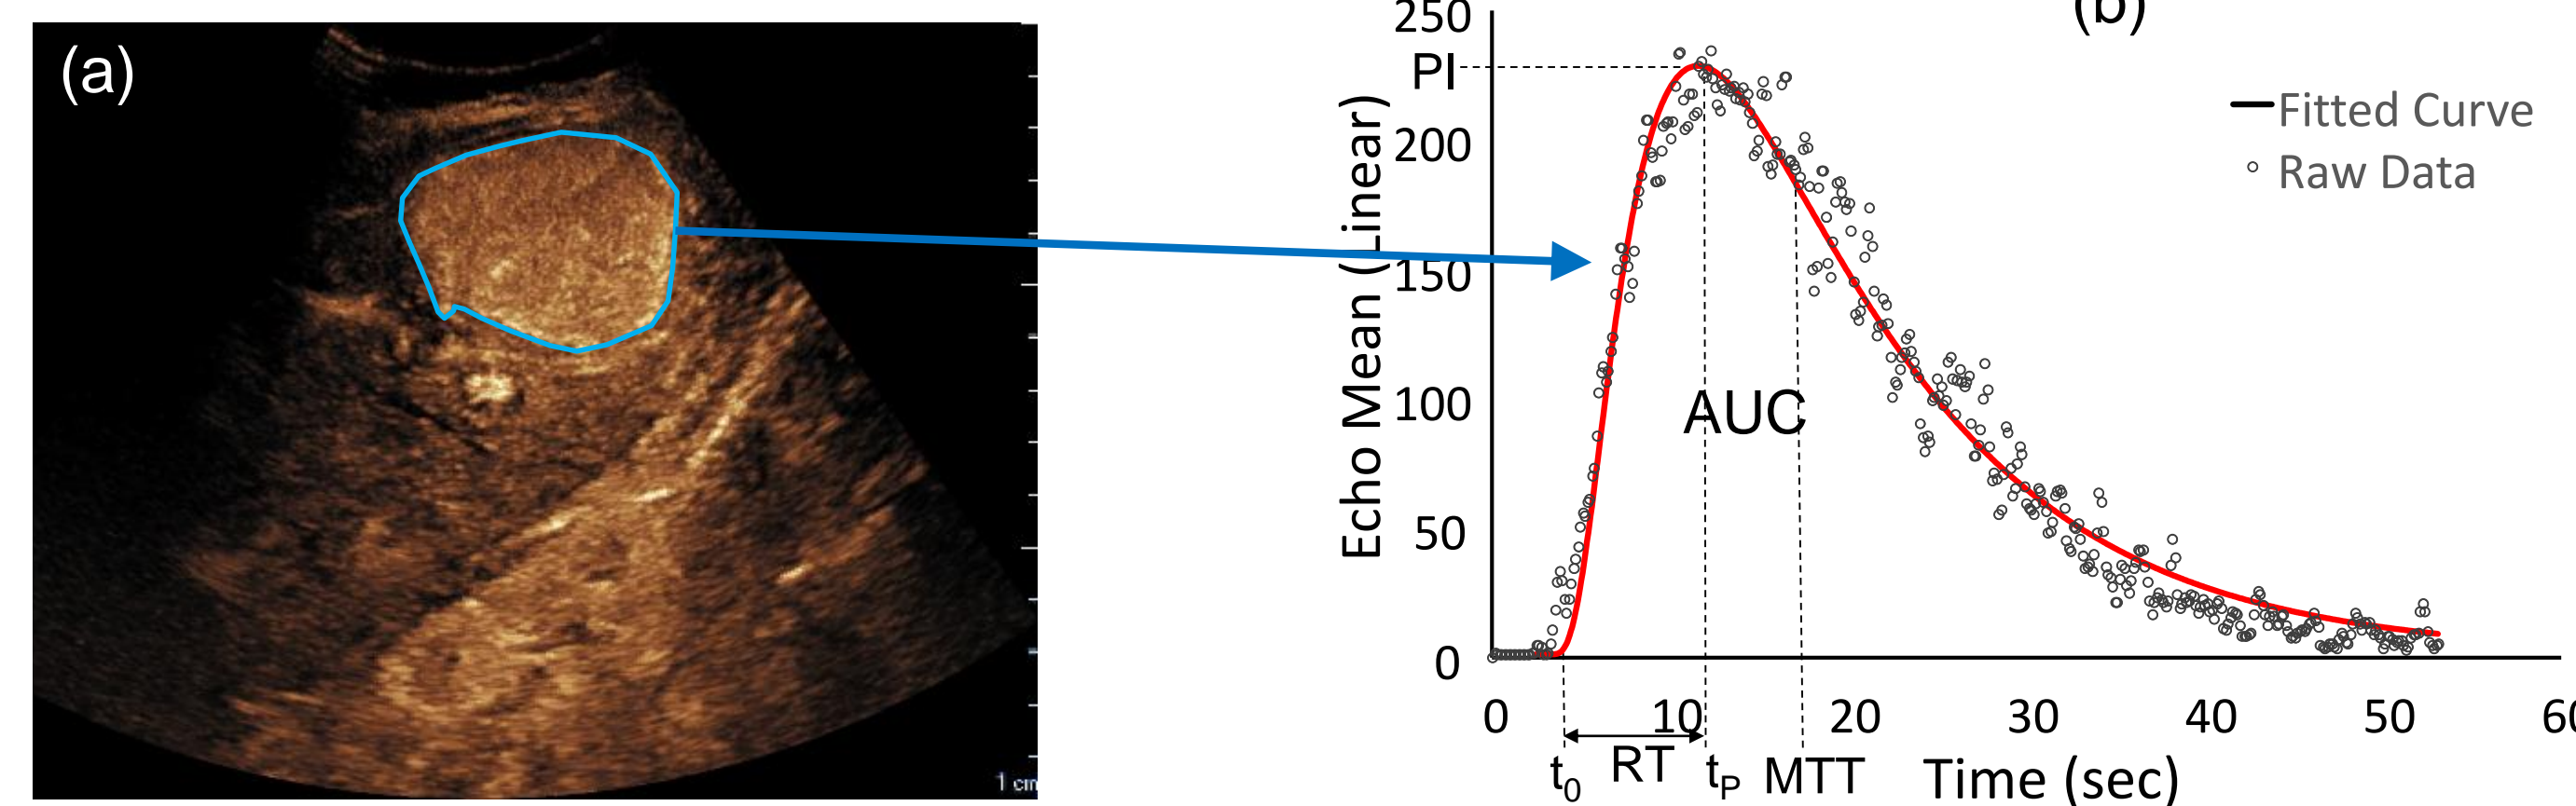 (a)
1 cm
(b)
250
PI
200
150
100
50
0
Echo Mean (Linear)
Fitted Curve
Raw Data
AUC
0 10 20 30 40 50 60
t0 RT tP MTT Time (sec)